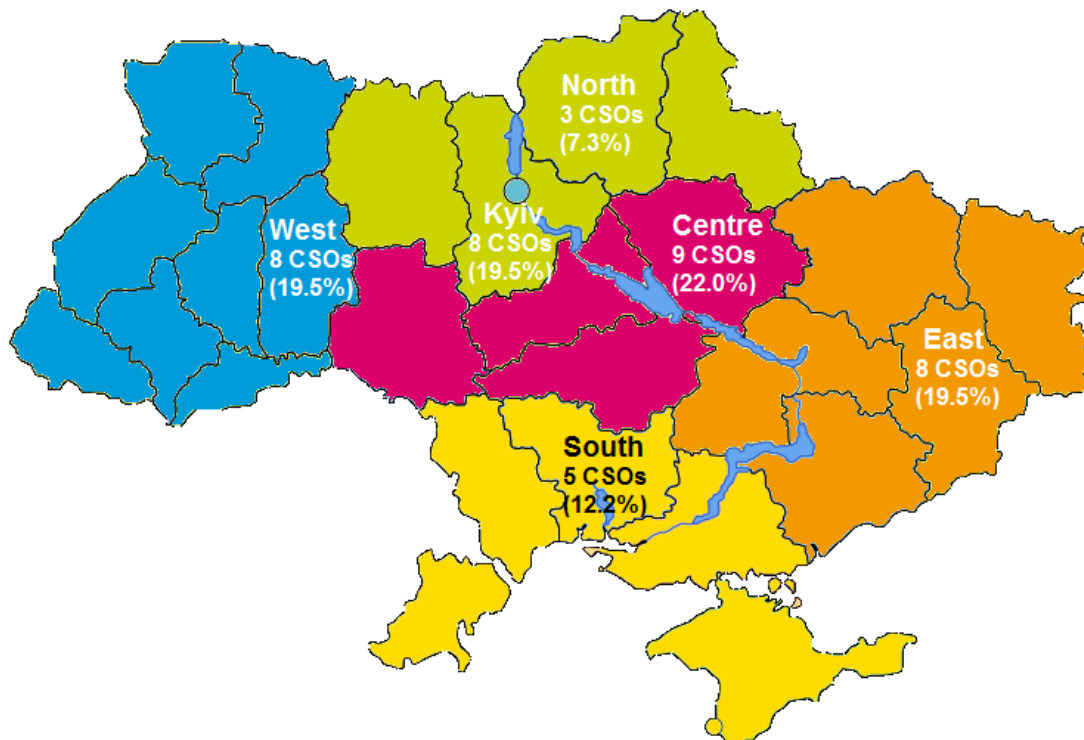 North
3 CSOs
(7.3%)
Kyiv
8 CSOs
(19.5%)
West
8 CSOs
(19.5%)
Centre
9 CSOs
(22.0%)
East
8 CSOs
(19.5%)
South
5 CSOs
(12.2%)